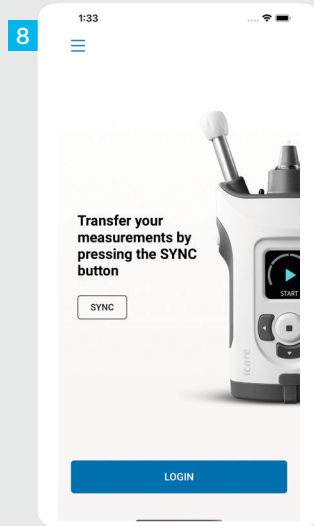 8
1:33
Transfer your
measurements by
pressing the SYNC
button
SYNC
START
icare
LOGIN